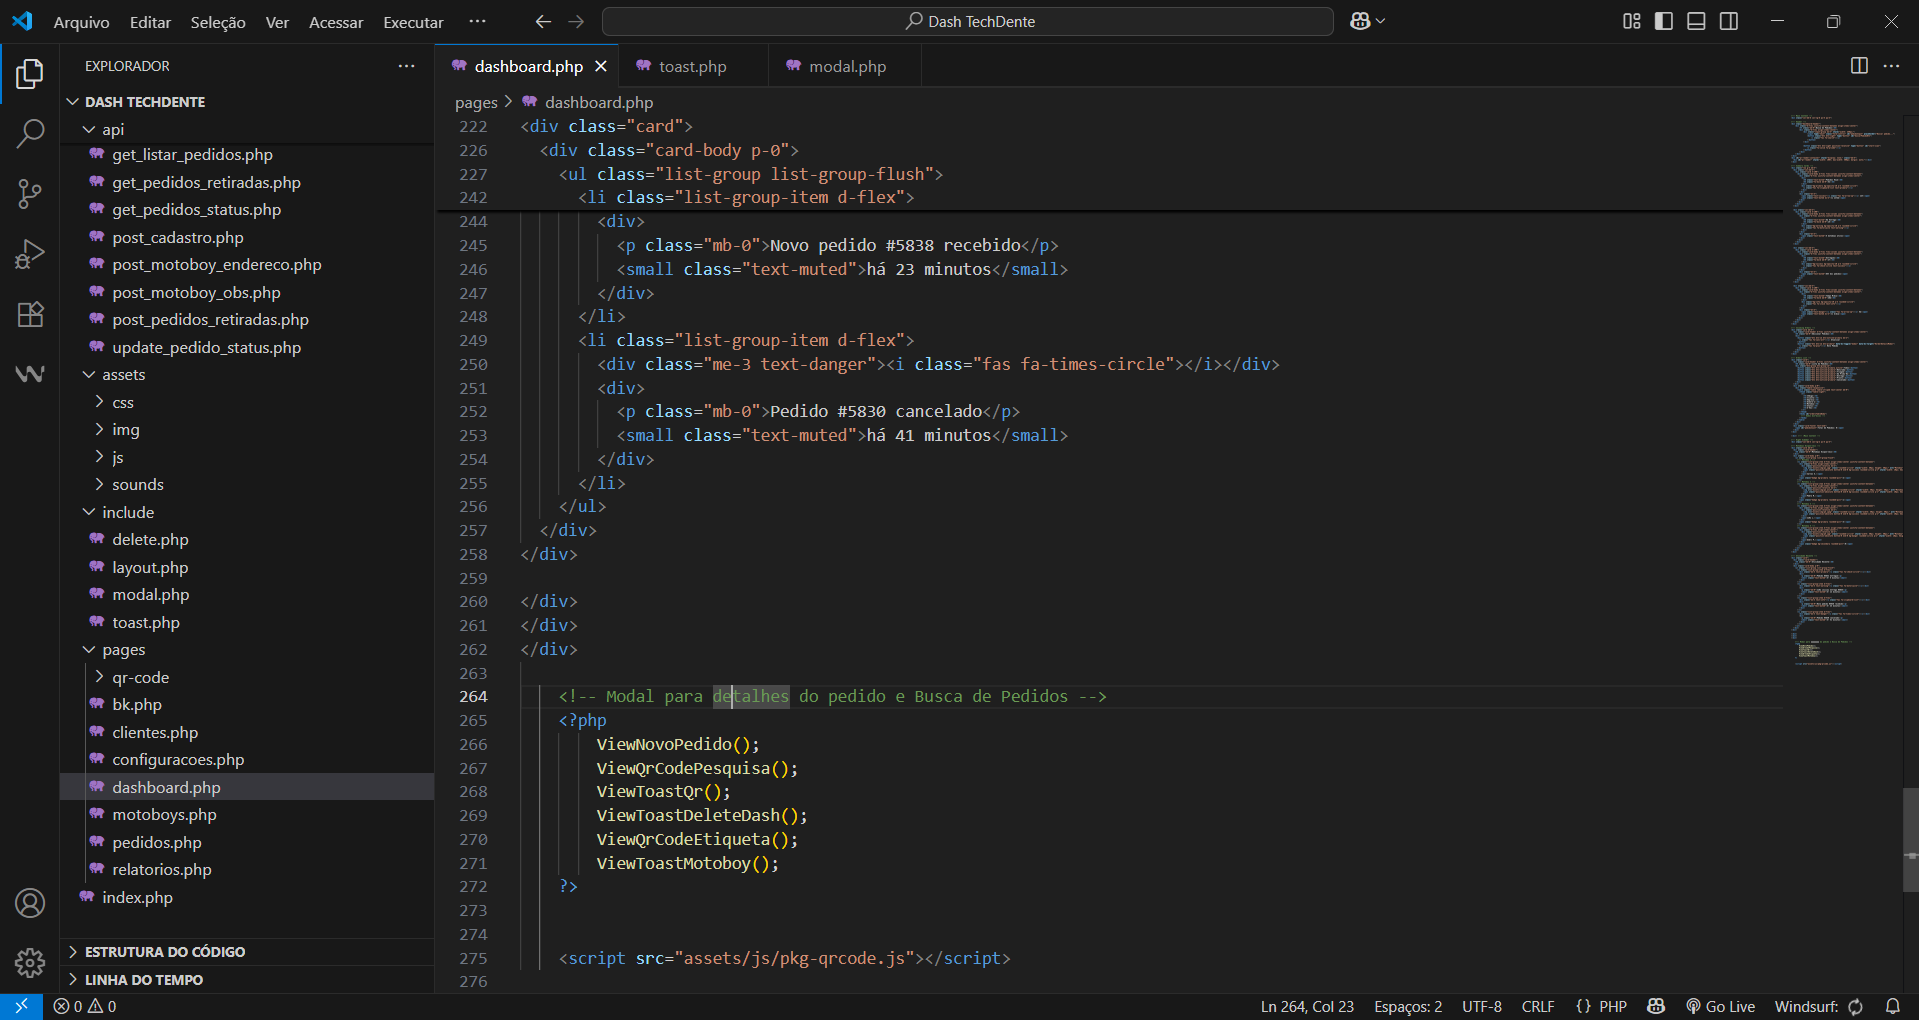 Arquivo Editar Seleção Ver Acessar Executar ···
Dash TechDente
EXPLORADOR
DASH TECHDENTE
api
get_listar_pedidos.php
get_pedidos_retiradas.php
get_pedidos_status.php
post_cadastro.php
post_motoboy_endereco.php
post_motoboy_obs.php
post_pedidos_retiradas.php
update_pedido_status.php
assets
css
img
js
sounds
include
delete.php
layout.php
modal.php
toast.php
pages
qr-code
bk.php
clientes.php
configuracoes.php
dashboard.php
motoboys.php
pedidos.php
relatorios.php
index.php
ESTRUTURA DO CÓDIGO
LINHA DO TEMPO
dashboard.php toast.php modal.php
pages > dashboard.php
222 <div class="card">
226 <div class="card-body p-0">
227 <ul class="list-group list-group-flush">
242 <li class="list-group-item d-flex">
244 <div>
245 <p class="mb-0">Novo pedido #5838 recebido</p>
246 <small class="text-muted">há 23 minutos</small>
247 </div>
248 </li>
249 <li class="list-group-item d-flex">
250 <div class="me-3 text-danger"><i class="fas fa-times-circle"></i></div>
251 <div>
252 <p class="mb-0">Pedido #5830 cancelado</p>
253 <small class="text-muted">há 41 minutos</small>
254 </div>
255 </li>
256 </ul>
257 </div>
258 </div>
259
260 </div>
261 </div>
262 </div>
263
264 <!-- Modal para detalhes do pedido e Busca de Pedidos -->
265 <?php
266 ViewNovoPedido();
267 ViewQrCodePesquisa();
268 ViewToastQr();
269 ViewToastDeleteDash();
270 ViewQrCodeEtiqueta();
271 ViewToastMotoboy();
272 ?>
273
274
275 <script src="assets/js/pkg-qrcode.js"></script>
276
0 0 Ln 264, Col 23 Espaços: 2 UTF-8 CRLF {} PHP Go Live Windsurf: